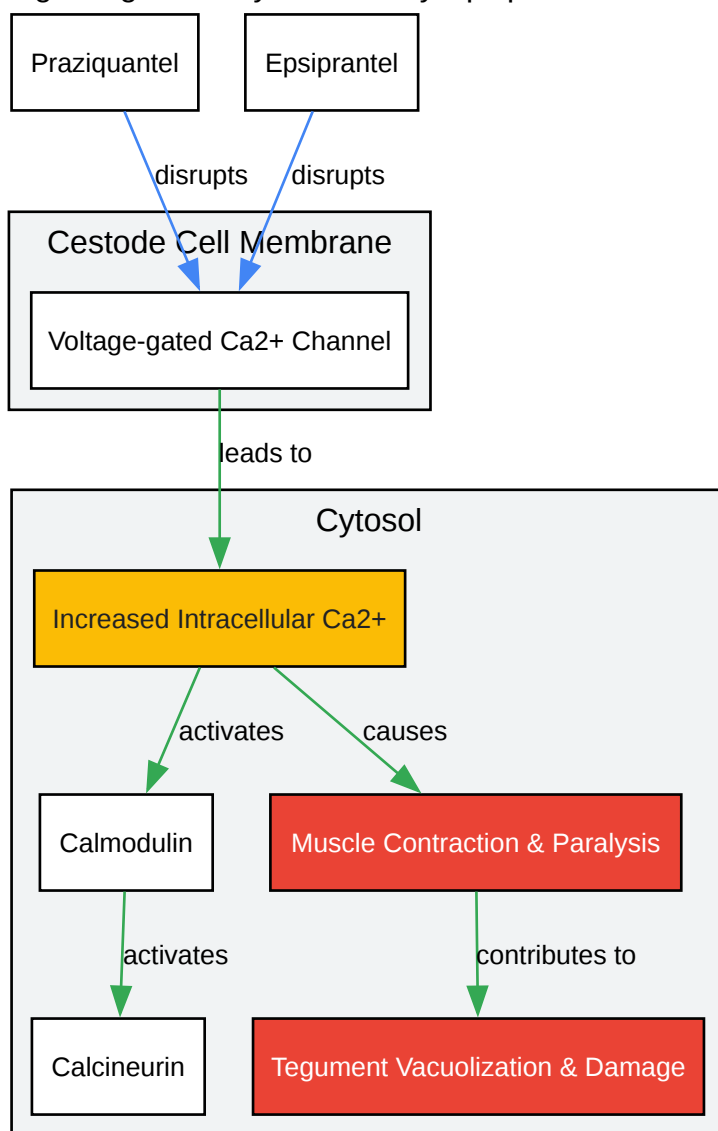 Praziquantel
Epsiprantel
disrupts
disrupts
Cestode Cell Membrane
Voltage-gated Ca2+ Channel
leads to
Cytosol
Increased Intracellular Ca2+
activates
causes
Calmodulin
Muscle Contraction & Paralysis
activates
contributes to
Calcineurin
Tegument Vacuolization & Damage